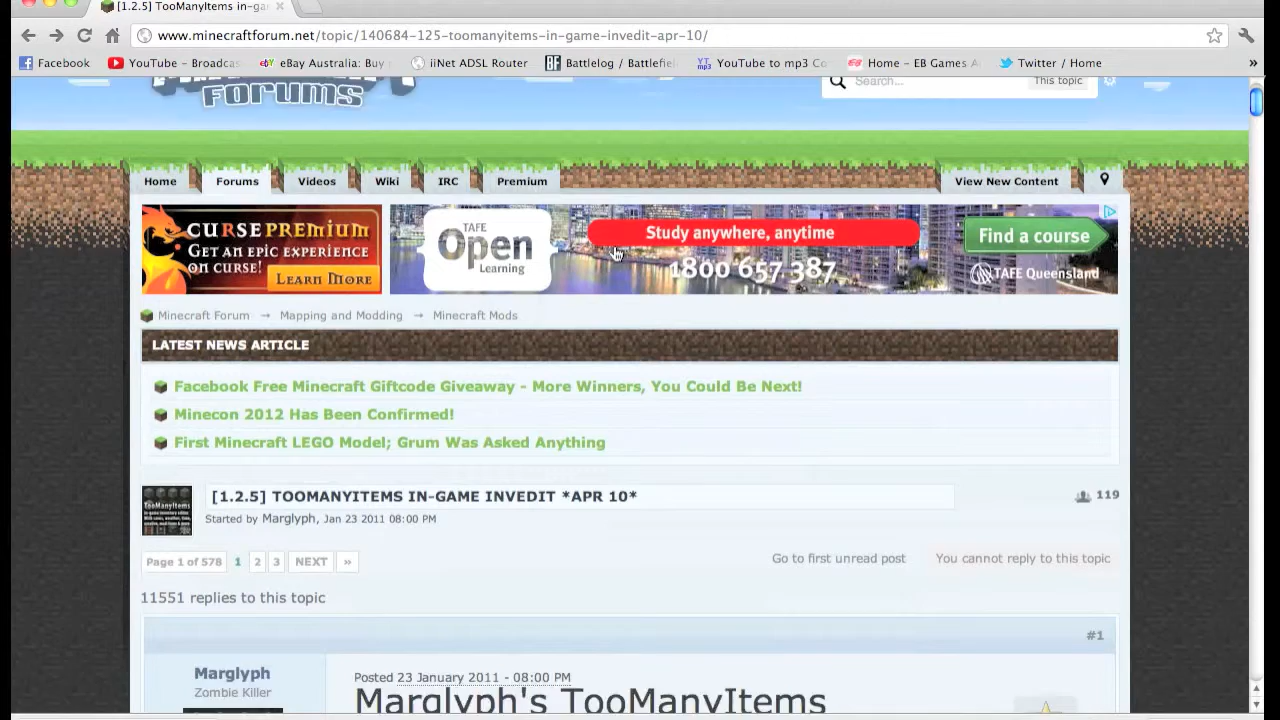 [1.2.5] TooManyItems in-ga
www.minecraftforum.net/topic/140684-125-toomanyitems-in-game-invedit-apr-10/
Facebook YouTube - Broadcas eBay Australia: Buy iiNet ADSL Router Battlelog / Battlefiel YouTube to mp3 Co Home - EB Games A Twitter / Home »
FORUMS
Search... This topic
Home Forums Videos Wiki IRC Premium View New Content
CURSE PREMIUM
GET AN EPIC EXPERIENCE
ON CURSE!
LEARN MORE
TAFE
Open
Learning
Study anywhere, anytime
1800 657 387
Find a course
TAFE Queensland
Minecraft Forum → Mapping and Modding → Minecraft Mods
LATEST NEWS ARTICLE
Facebook Free Minecraft Giftcode Giveaway - More Winners, You Could Be Next!
Minecon 2012 Has Been Confirmed!
First Minecraft LEGO Model; Grum Was Asked Anything
TooManyItems
[1.2.5] TOOMANYITEMS IN-GAME INVEDIT *APR 10*
119
Started by Marglyph, Jan 23 2011 08:00 PM
Page 1 of 578 1 2 3 NEXT »
Go to first unread post You cannot reply to this topic
11551 replies to this topic
#1
Marglyph
Zombie Killer
Posted 23 January 2011 - 08:00 PM
Marglyph's TooManyItems